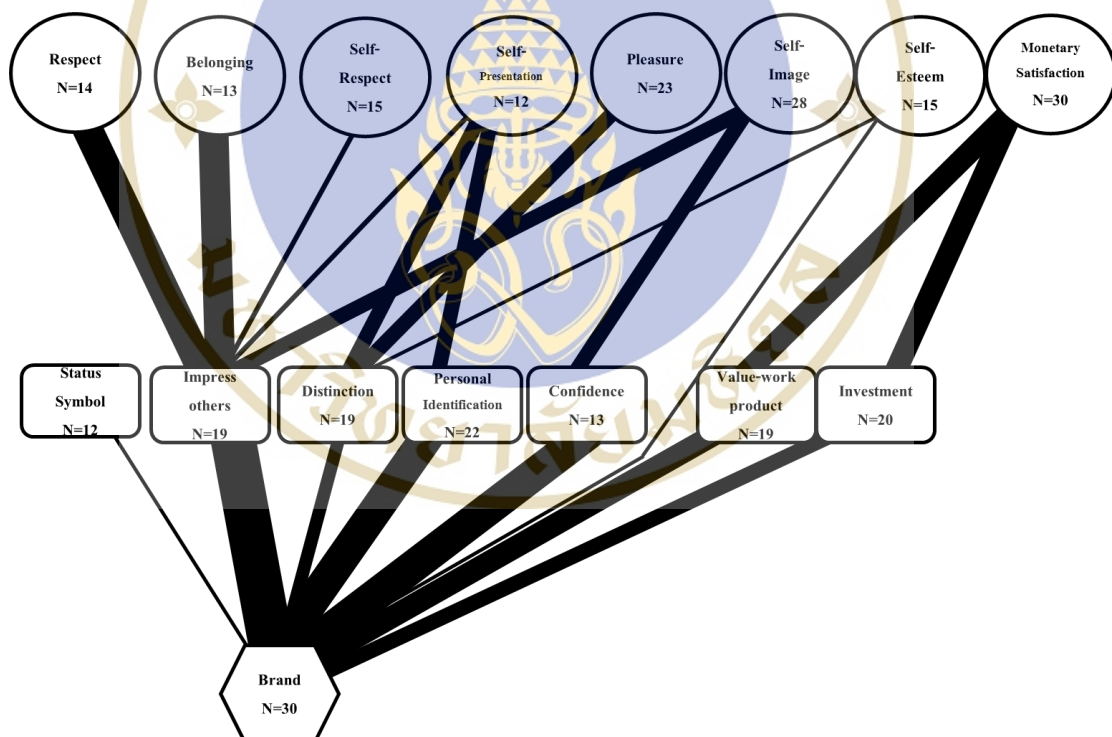 Respect
N=14
Belonging
N=13
Self-
Respect
N=15
Self-
Presentation
N=12
Pleasure
N=23
Self-
Image
N=28
Self-
Esteem
N=15
Monetary
Satisfaction
N=30
Status
Symbol
N=12
Impress
others
N=19
Distinction
N=19
Personal
Identification
N=22
Confidence
N=13
Value-work
product
N=19
Investment
N=20
Brand
N=30